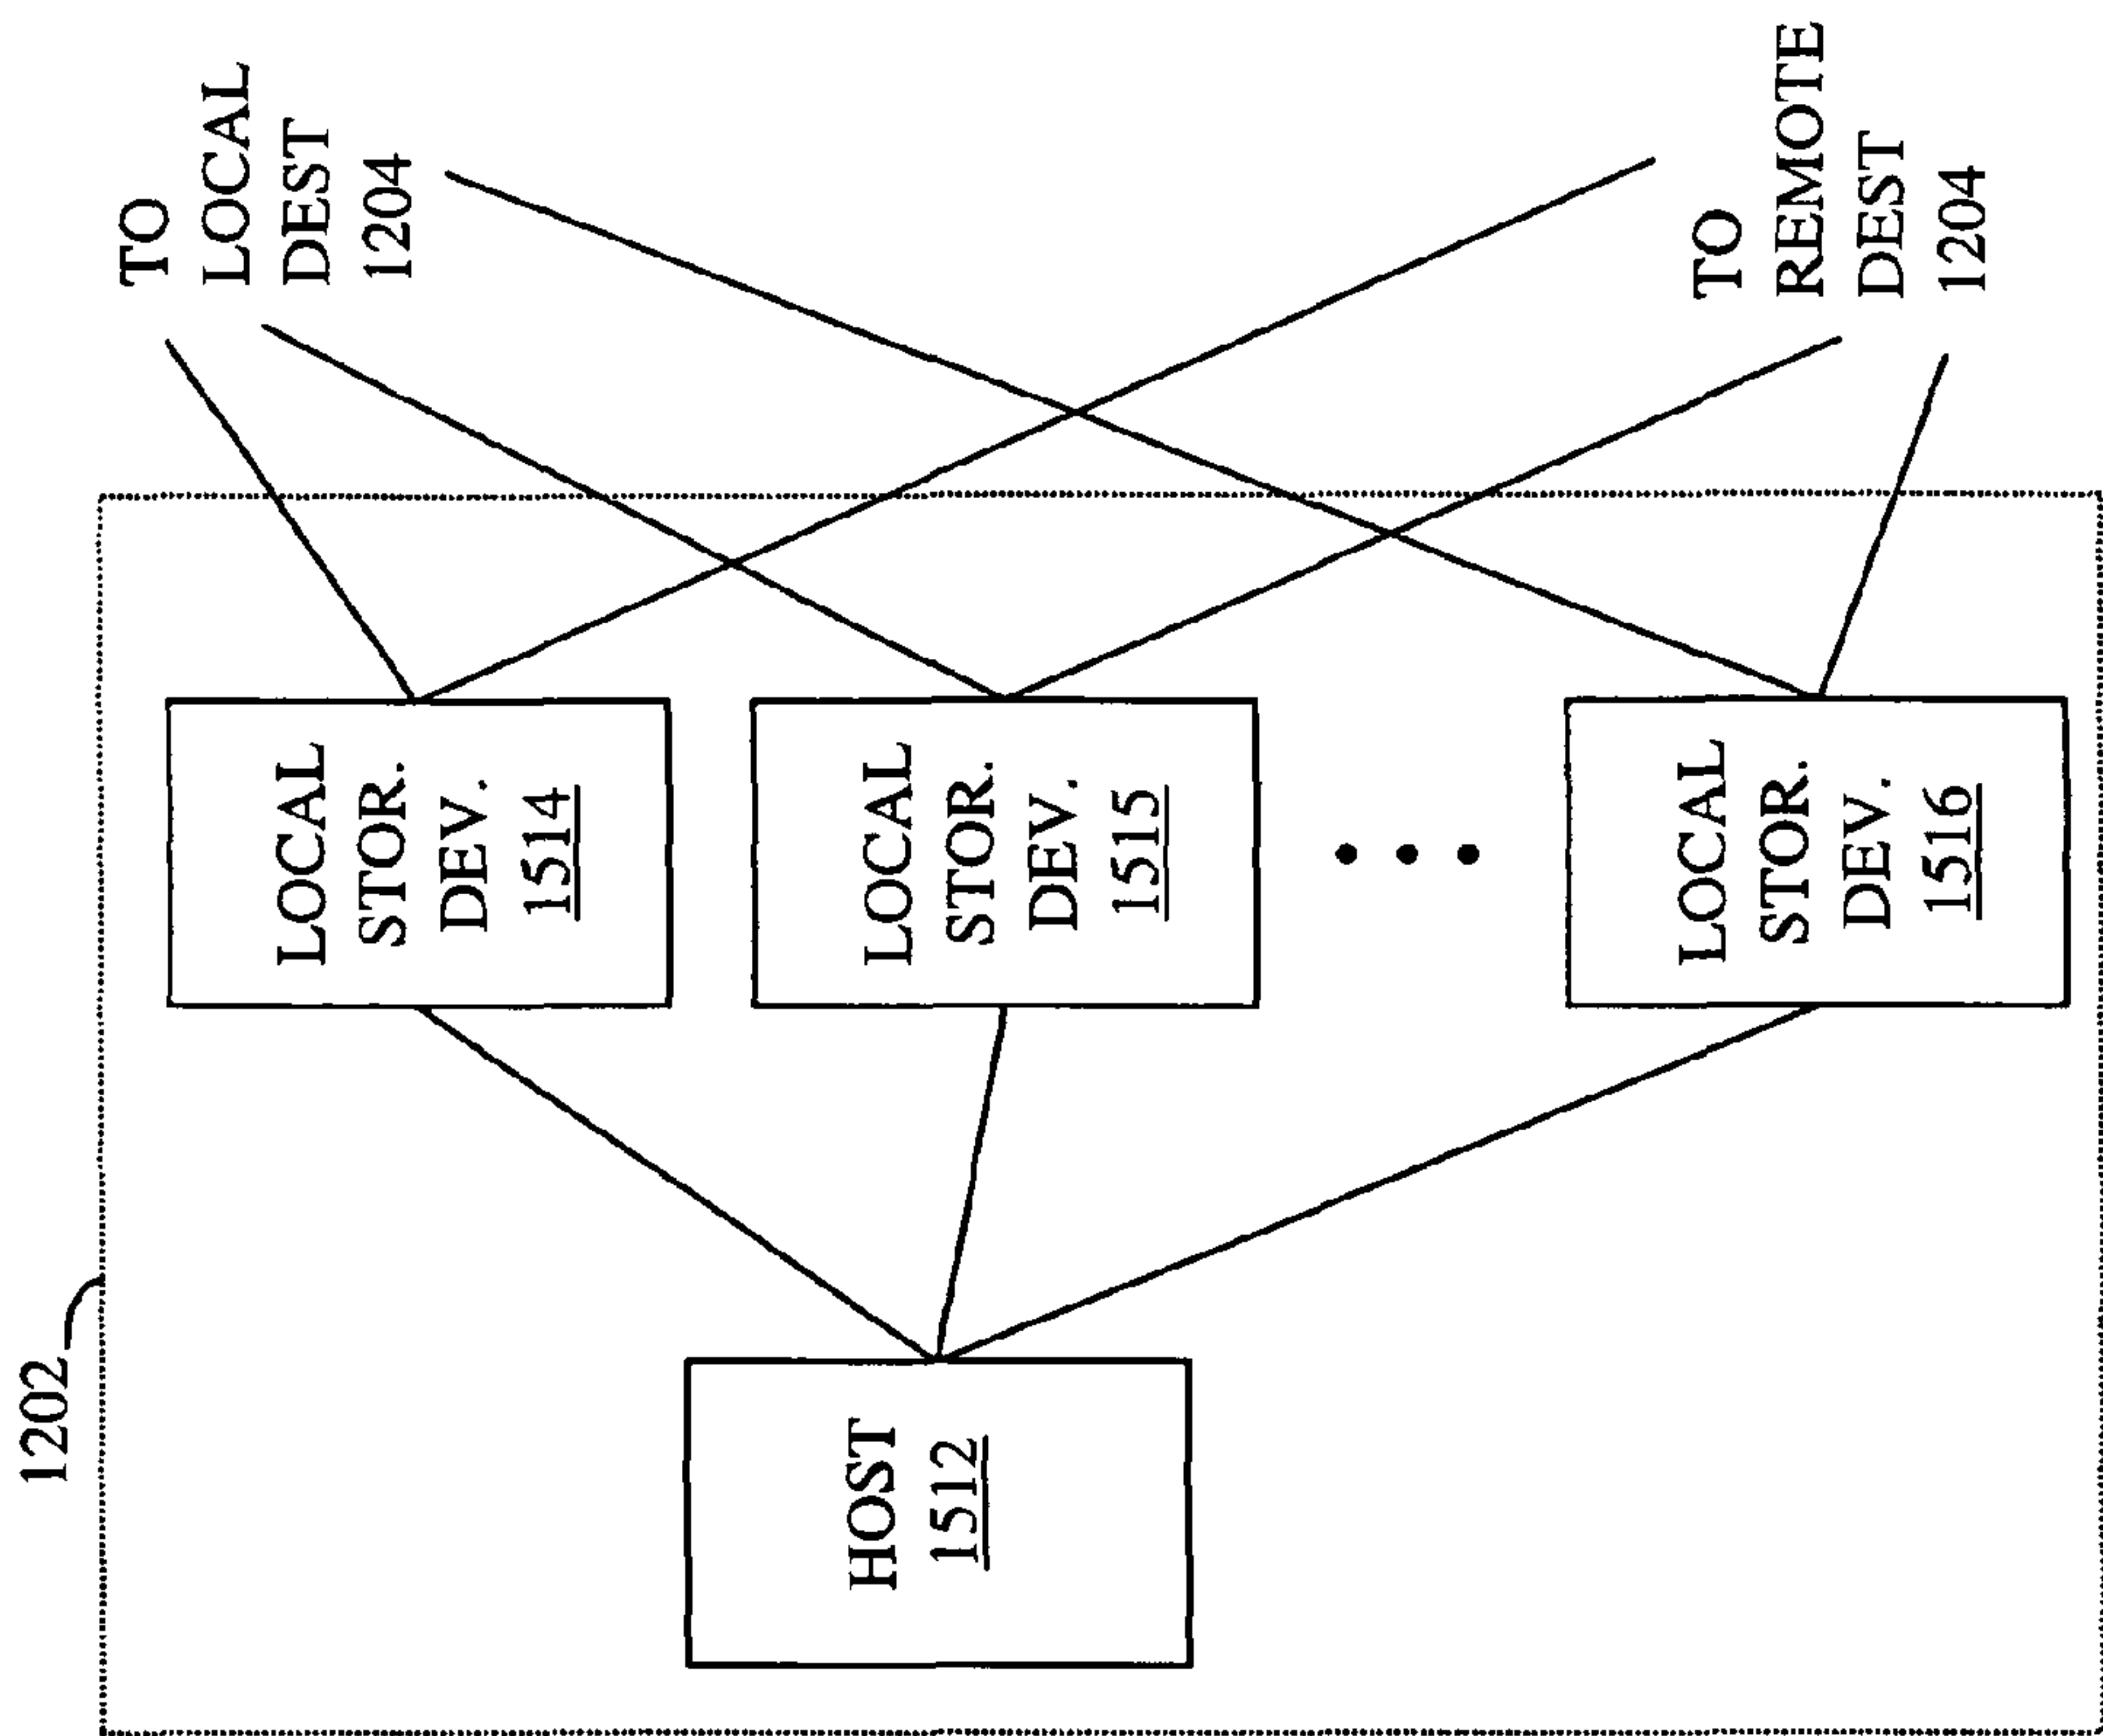 1202
HOST
1512
LOCAL
STOR.
DEV.
1514
LOCAL
STOR.
DEV.
1515
LOCAL
STOR.
DEV.
1516
TO
LOCAL
DEST
1204
TO
REMOTE
DEST
1204